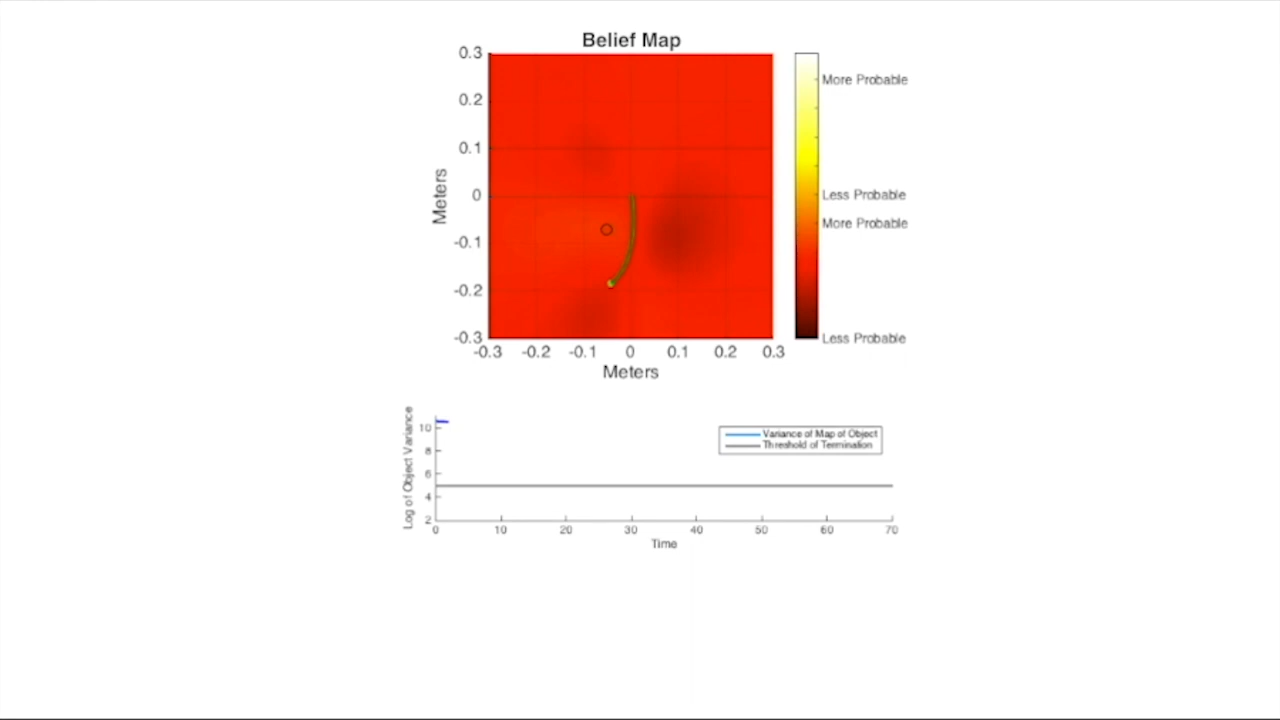 Belief Map
0.3
0.2
0.1
0
-0.1
-0.2
-0.3
Meters
-0.3 -0.2 -0.1 0 0.1 0.2 0.3
Meters
More Probable
Less Probable
More Probable
Less Probable
10
8
6
4
2
Log of Object Variance
Variance of Map of Object
Threshold of Termination
0 10 20 30 40 50 60 70
Time